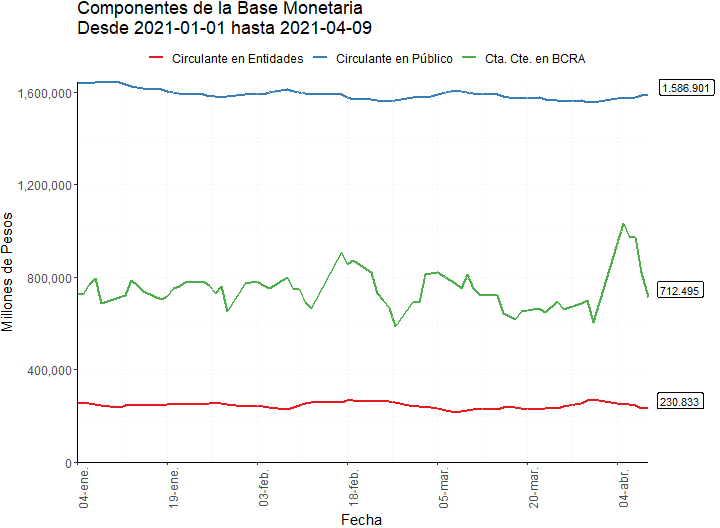 Componentes de la Base Monetaria
Desde 2021-01-01 hasta 2021-04-09
Circulante en Entidades Circulante en Público Cta. Cte. en BCRA
Millones de Pesos
1,600,000
1,200,000
800,000
400,000
0
1.586.901
712.495
230.833
04-ene.
19-ene.
03-feb.
18-feb.
05-mar.
20-mar.
04-abr.
Fecha